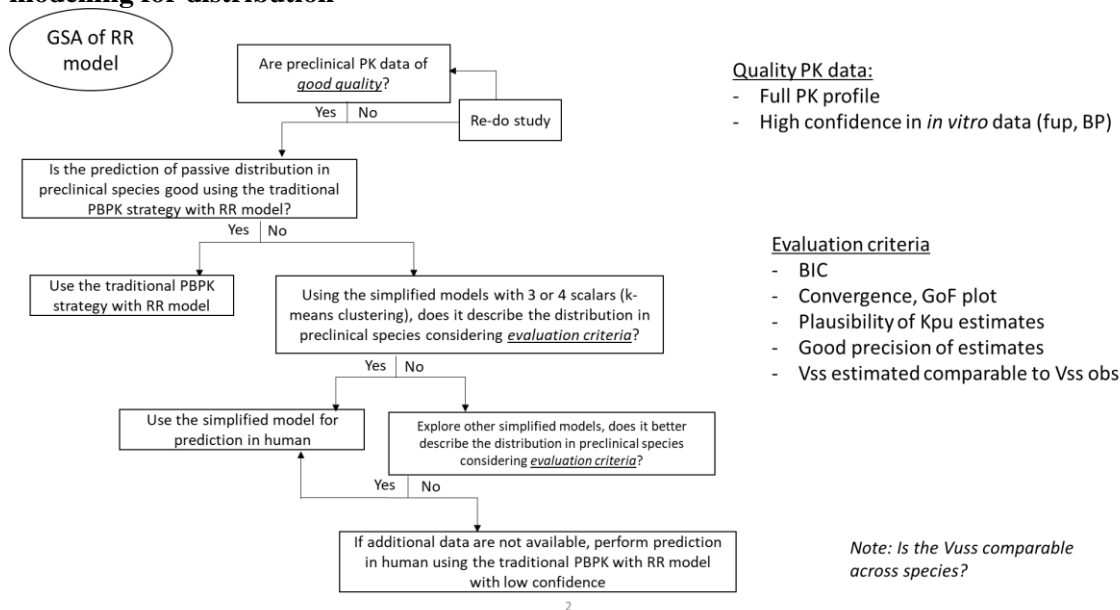 modelling for distribution
GSA of RR
model
Are preclinical PK data of
good quality?
Yes No
Re-do study
Quality PK data:
- Full PK profile
- High confidence in in vitro data (fup, BP)
Is the prediction of passive distribution in
preclinical species good using the traditional
PBPK strategy with RR model?
Yes No
Use the traditional PBPK
strategy with RR model
Using the simplified models with 3 or 4 scalars (k-
means clustering), does it describe the distribution in
preclinical species considering evaluation criteria?
Evaluation criteria
- BIC
- Convergence, GoF plot
- Plausibility of Kpu estimates
- Good precision of estimates
- Vss estimated comparable to Vss obs
Yes No
Use the simplified model for
prediction in human
Explore other simplified models, does it better
describe the distribution in preclinical species
considering evaluation criteria?
Yes No
If additional data are not available, perform prediction
in human using the traditional PBPK with RR model
with low confidence
Note: Is the Vuss comparable
across species?
2